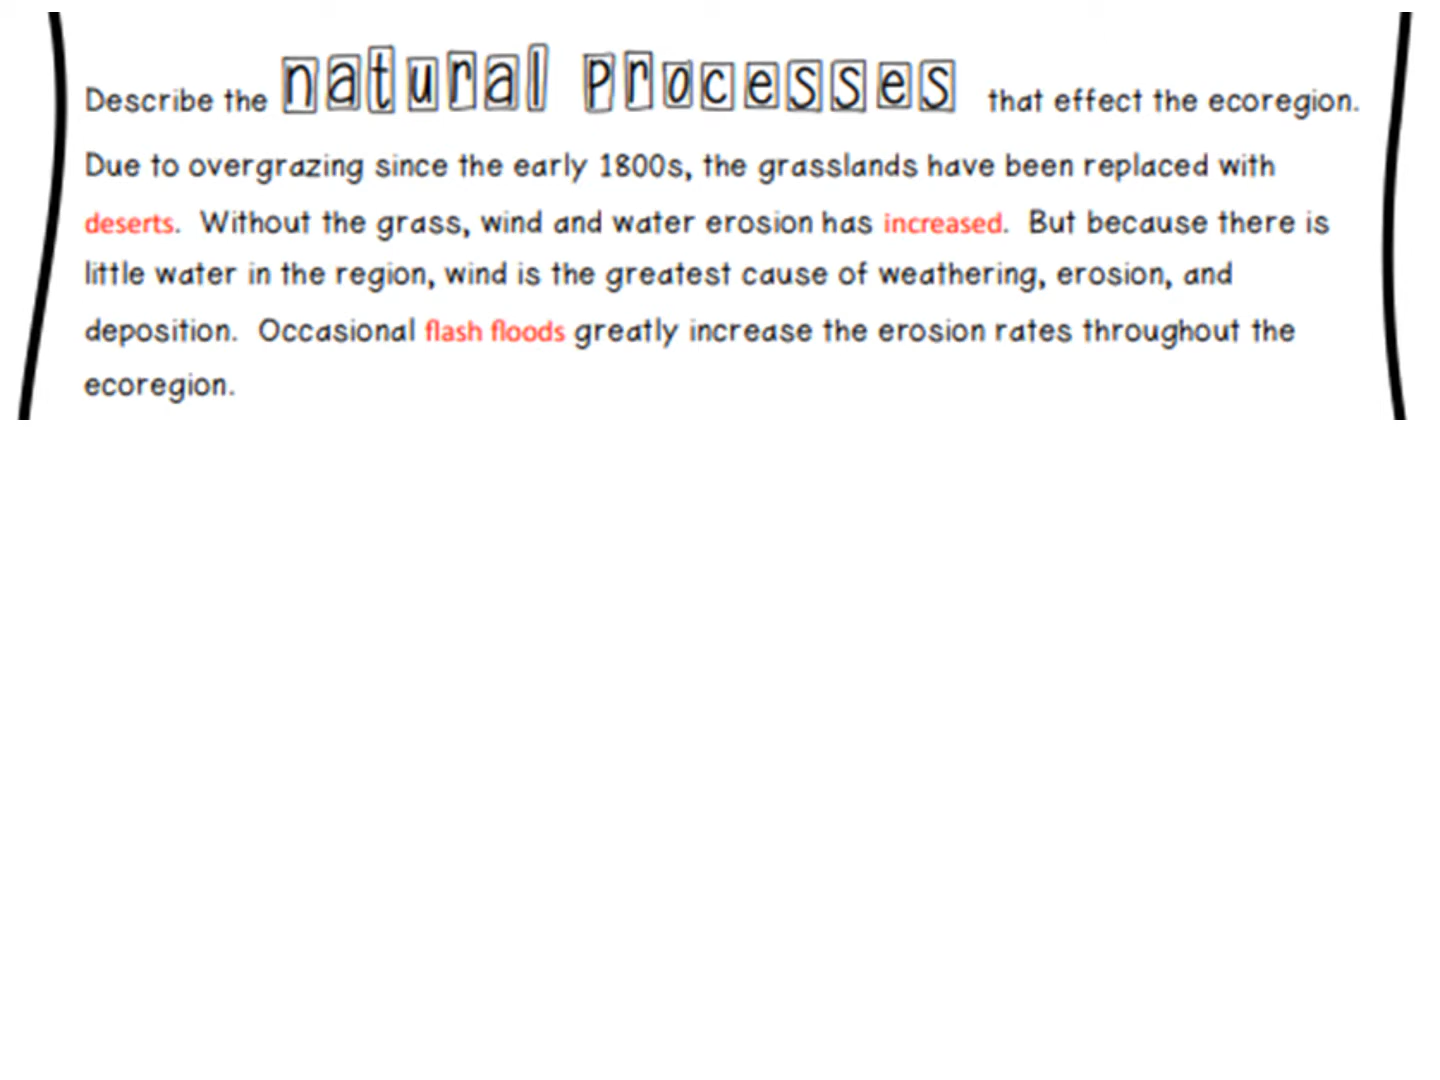 Describe the natural processes that effect the ecoregion.
Due to overgrazing since the early 1800s, the grasslands have been replaced with
deserts.  Without the grass, wind and water erosion has increased.  But because there is
little water in the region, wind is the greatest cause of weathering, erosion, and
deposition.  Occasional flash floods greatly increase the erosion rates throughout the
ecoregion.